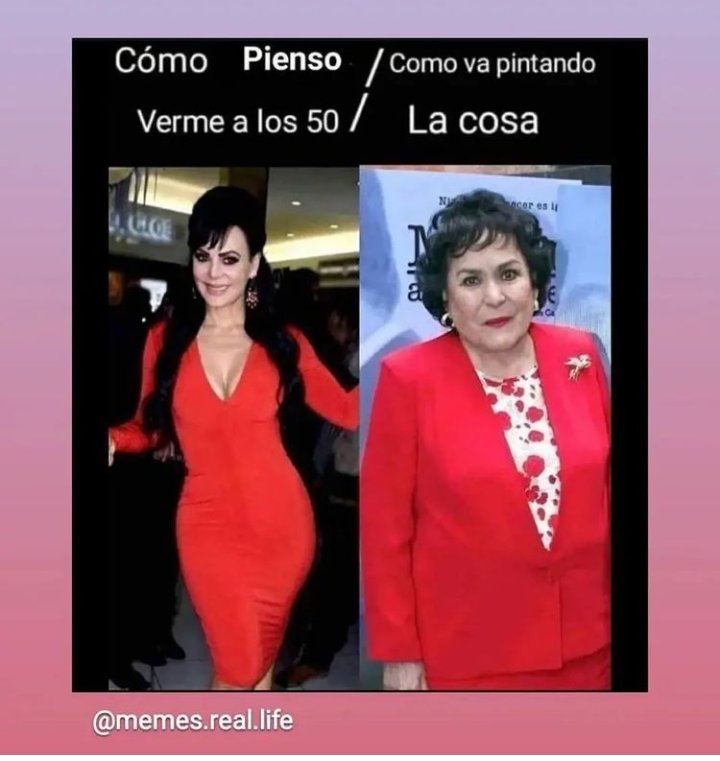 Cómo Pienso / Como va pintando
Verme a los 50 / La cosa
@memes.real.life